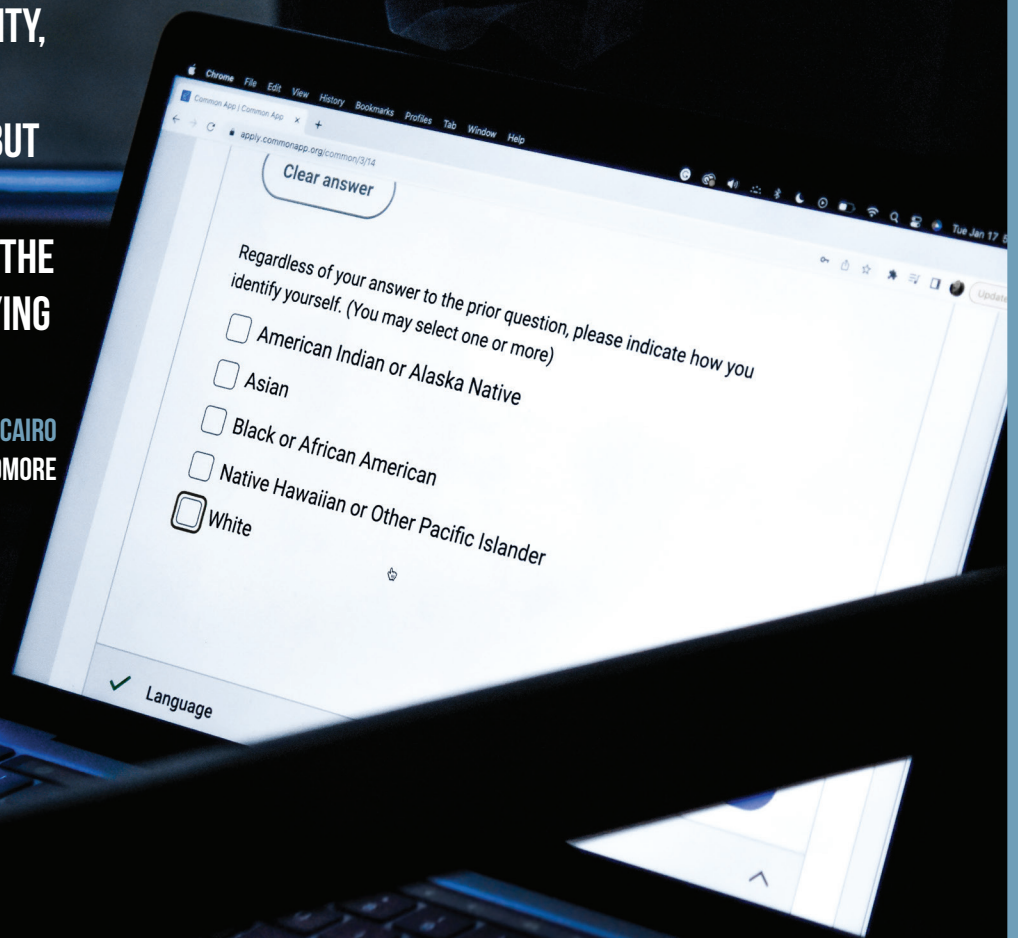 ITY,
BUT
THE
YING
CAIRO
OMORE
Chrome File Edit View History Bookmarks Profiles Tab Window Help
Tue Jan 17
Common App | Common App
apply.commonapp.org/common/3/14
Update
Clear answer
Regardless of your answer to the prior question, please indicate how you
identify yourself. (You may select one or more)
American Indian or Alaska Native
Asian
Black or African American
Native Hawaiian or Other Pacific Islander
White
Language